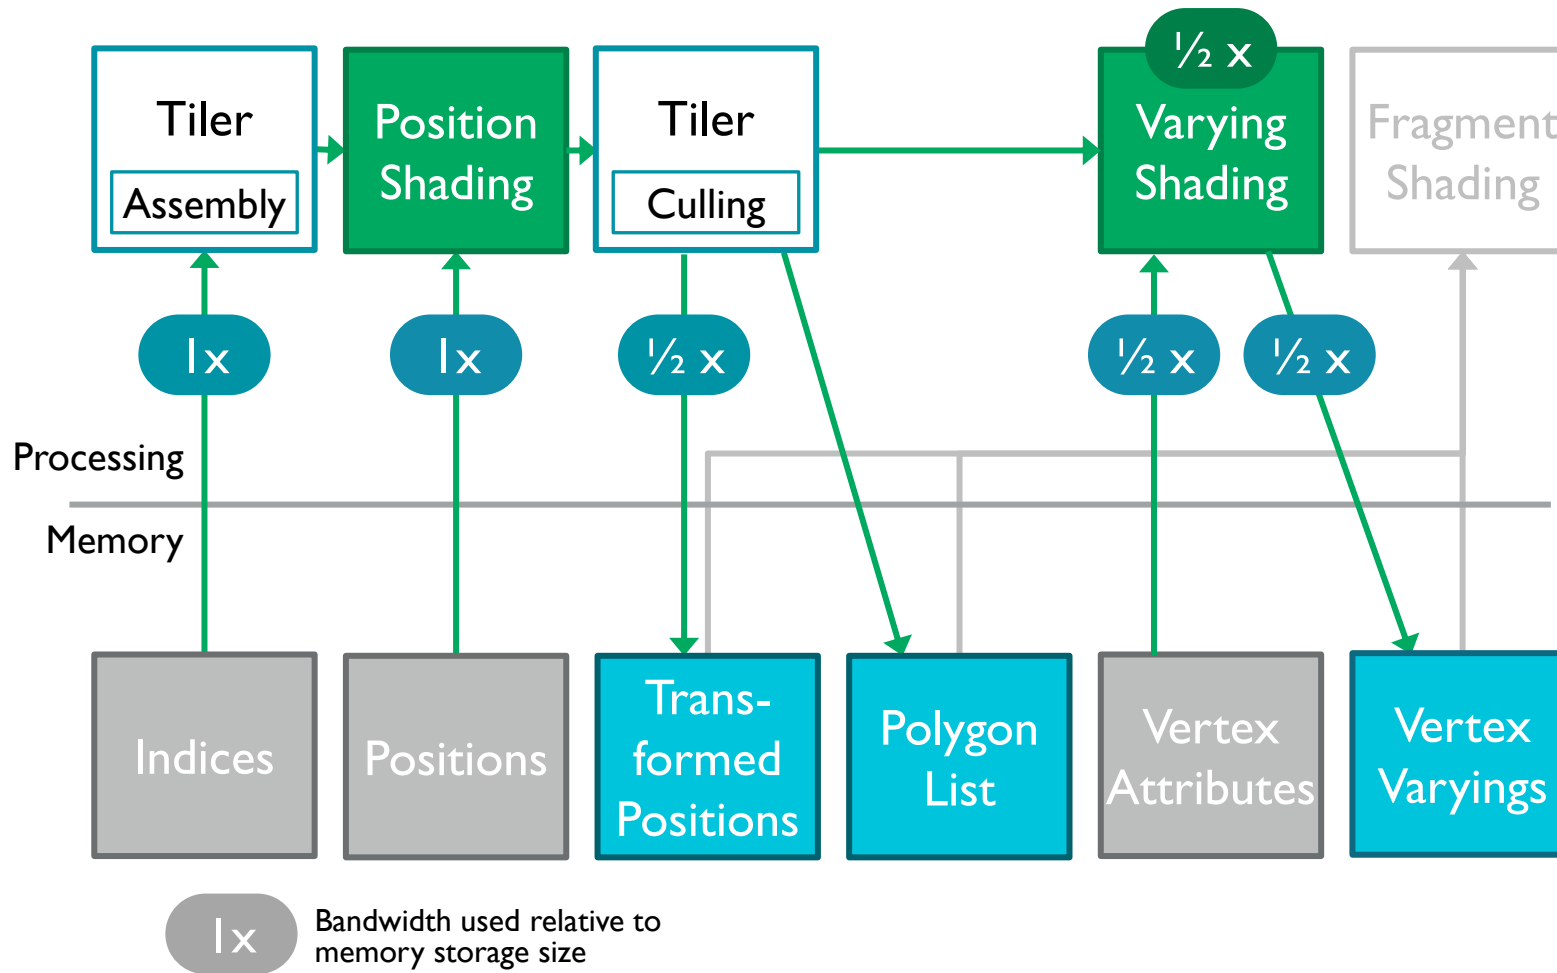 Tiler
Assembly
Position
Shading
Tiler
Culling
½ x
Varying
Shading
Fragment
Shading
1x
1x
½ x
½ x
½ x
Processing
Memory
Indices
Positions
Trans-
formed
Positions
Polygon
List
Vertex
Attributes
Vertex
Varyings
1x
Bandwidth used relative to
memory storage size